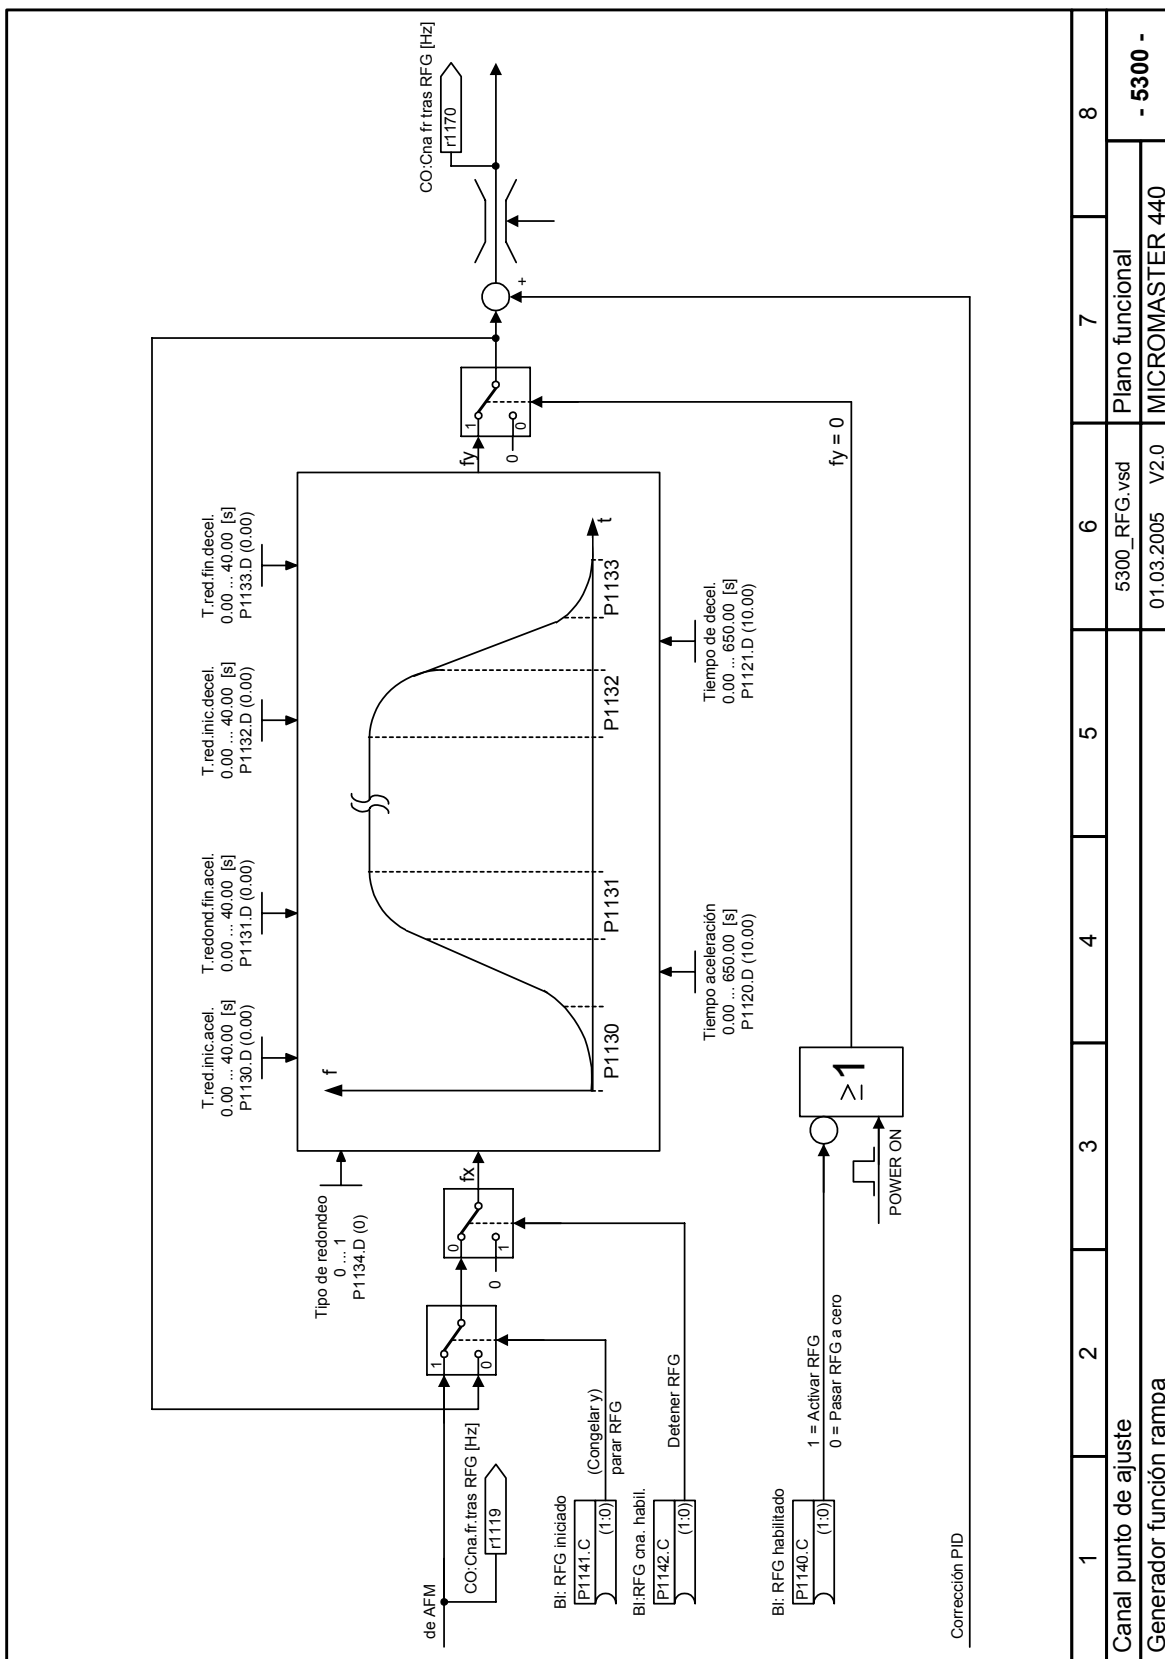 CO:Cna fr tras RFG [Hz]
r1170
T.red.inic.acel.
0.00 ... 40.00 [s]
P1130.D (0.00)
T.redond.fin.acel.
0.00 ... 40.00 [s]
P1131.D (0.00)
T.red.inic.decel.
0.00 ... 40.00 [s]
P1132.D (0.00)
T.red.fin.decel.
0.00 ... 40.00 [s]
P1133.D (0.00)
Tipo de redondeo
0 ... 1
P1134.D (0)
f
t
P1130
P1131
P1132
P1133
fx
fy
1
0
0
1
0
1
0
0
+
de AFM
CO:Cna.fr.tras RFG [Hz]
r1119
Tiempo aceleración
0.00 ... 650.00 [s]
P1120.D (10.00)
Tiempo de decel.
0.00 ... 650.00 [s]
P1121.D (10.00)
BI: RFG iniciado
P1141.C
(1:0)
(Congelar y)
parar RFG
BI:RFG cna. habil.
P1142.C
(1:0)
Detener RFG
BI: RFG habilitado
P1140.C
(1:0)
1 = Activar RFG
0 = Pasar RFG a cero
≥1
POWER ON
fy = 0
Corrección PID
1 2 3 4 5 6 7 8
Canal punto de ajuste
5300_RFG.vsd
Plano funcional
- 5300 -
Generador función rampa
01.03.2005 V2.0
MICROMASTER 440